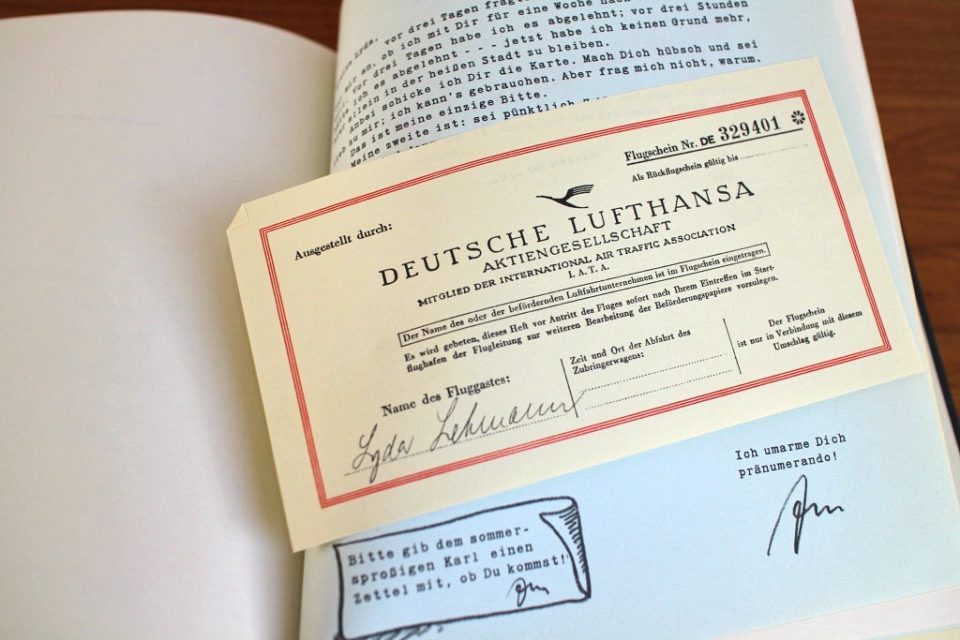 Lyda, vor drei Tagen
an, ob ich mit Dir für eine Woche nach
vor drei Tagen habe ich es abgelehnt; vor drei Stunden
ich es abgelehnt - - - jetzt habe ich keinen Grund mehr,
allein in der heißen Stadt zu bleiben.
Anbei schicke ich Dir die Karte. Mach Dich hübsch und sei
zu mir; ich kann's gebrauchen. Aber frag mich nicht, warum.
Das ist meine einzige Bitte.
Meine zweite ist: sei pünktlich
Flugschein Nr. DE 329401
Als Rückflugschein gültig bis
Ausgestellt durch:
DEUTSCHE LUFTHANSA
AKTIENGESELLSCHAFT
MITGLIED DER INTERNATIONAL AIR TRAFFIC ASSOCIATION
I. A. T. A.
Der Name des oder der befördernden Luftfahrtunternehmen ist im Flugschein eingetragen.
Es wird gebeten, dieses Heft vor Antritt des Fluges sofort nach Ihrem Eintreffen im Start-
flughafen der Flugleitung zur weiteren Bearbeitung der Beförderungspapiere vorzulegen.
Name des Fluggastes:
Lyda Lehmann
Zeit und Ort der Abfahrt des
Zubringerwagens:
Der Flugschein
ist nur in Verbindung mit diesem
Umschlag gültig.
Ich umarme Dich
pränumerando!
Bitte gib dem sommer-
sproßigen Karl einen
Zettel mit, ob Du kommst!